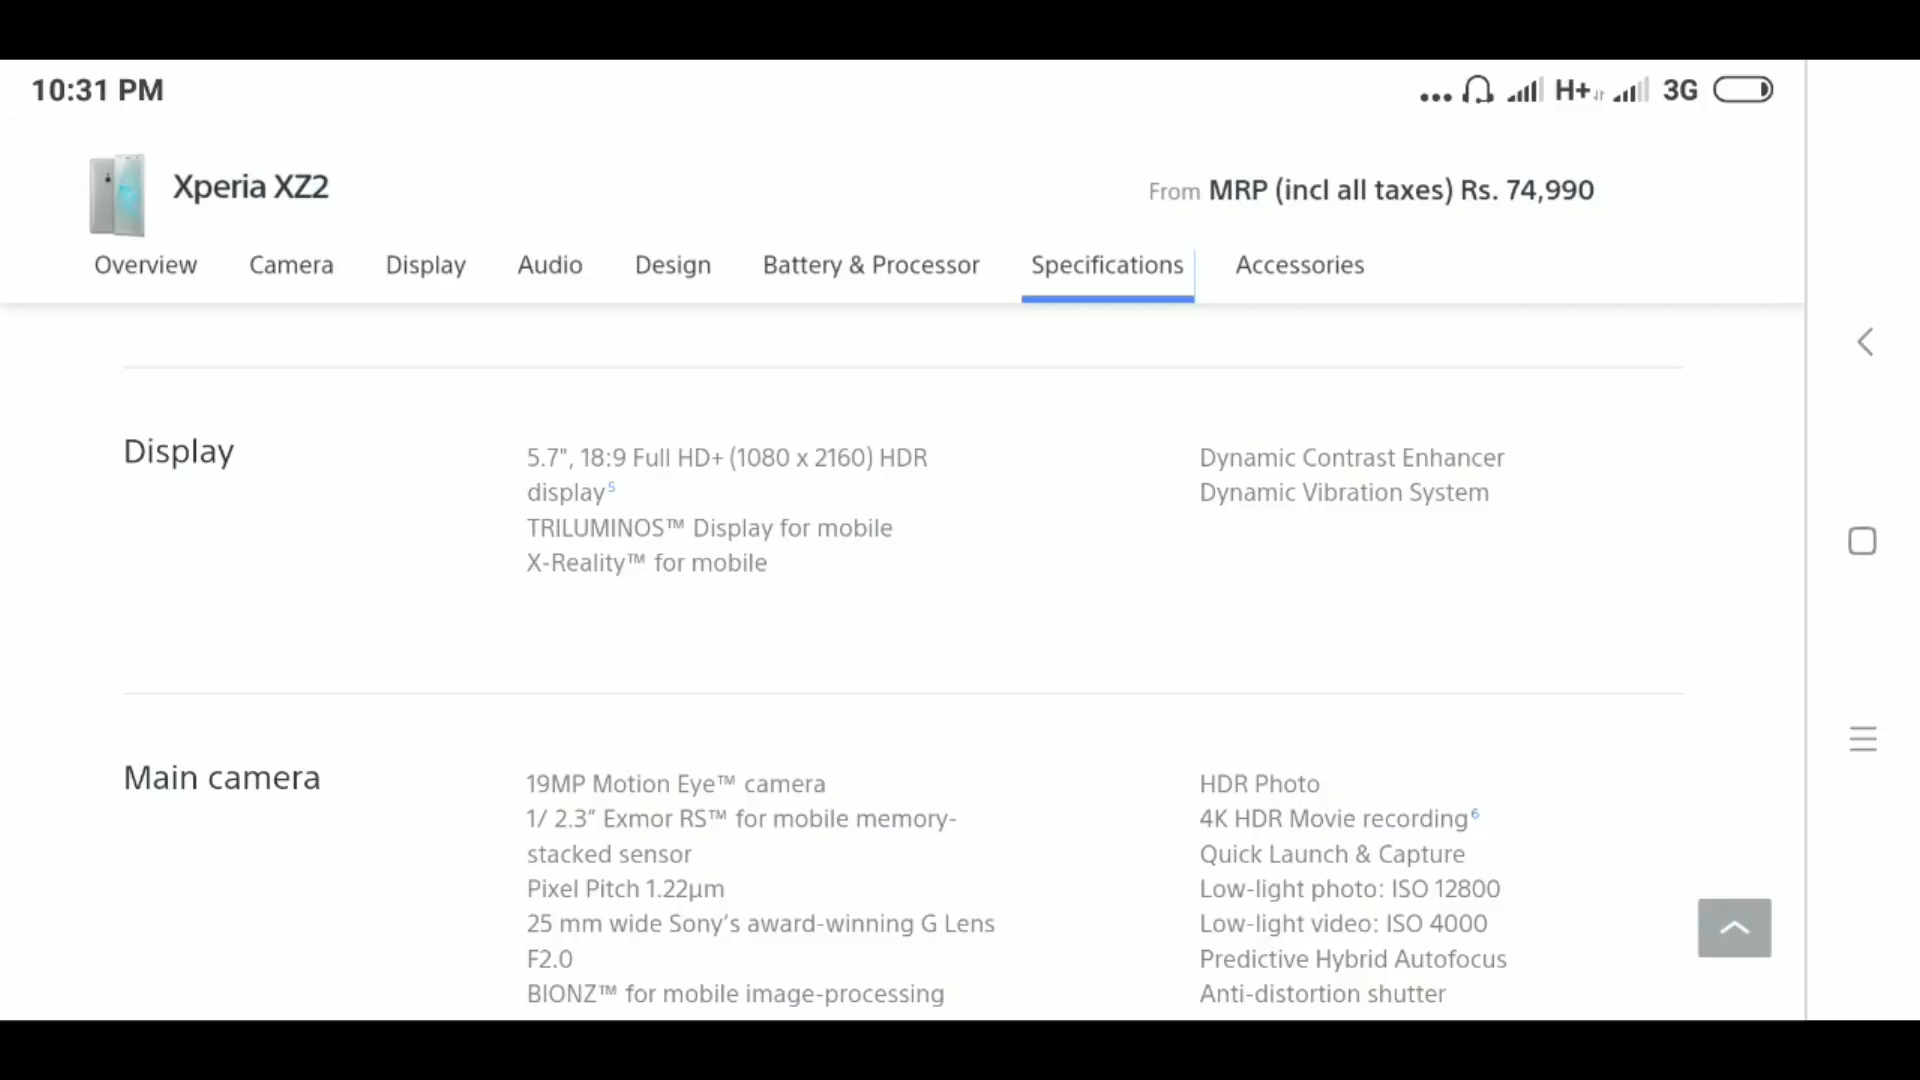 10:31 PM
... H+ 3G
Xperia XZ2
From MRP (incl all taxes) Rs. 74,990
Overview Camera Display Audio Design Battery & Processor Specifications Accessories
Display
5.7", 18:9 Full HD+ (1080 x 2160) HDR
display⁵
TRILUMINOS™ Display for mobile
X-Reality™ for mobile
Dynamic Contrast Enhancer
Dynamic Vibration System
Main camera
19MP Motion Eye™ camera
1/ 2.3” Exmor RS™ for mobile memory-
stacked sensor
Pixel Pitch 1.22µm
25 mm wide Sony’s award-winning G Lens
F2.0
BIONZ™ for mobile image-processing
HDR Photo
4K HDR Movie recording⁶
Quick Launch & Capture
Low-light photo: ISO 12800
Low-light video: ISO 4000
Predictive Hybrid Autofocus
Anti-distortion shutter